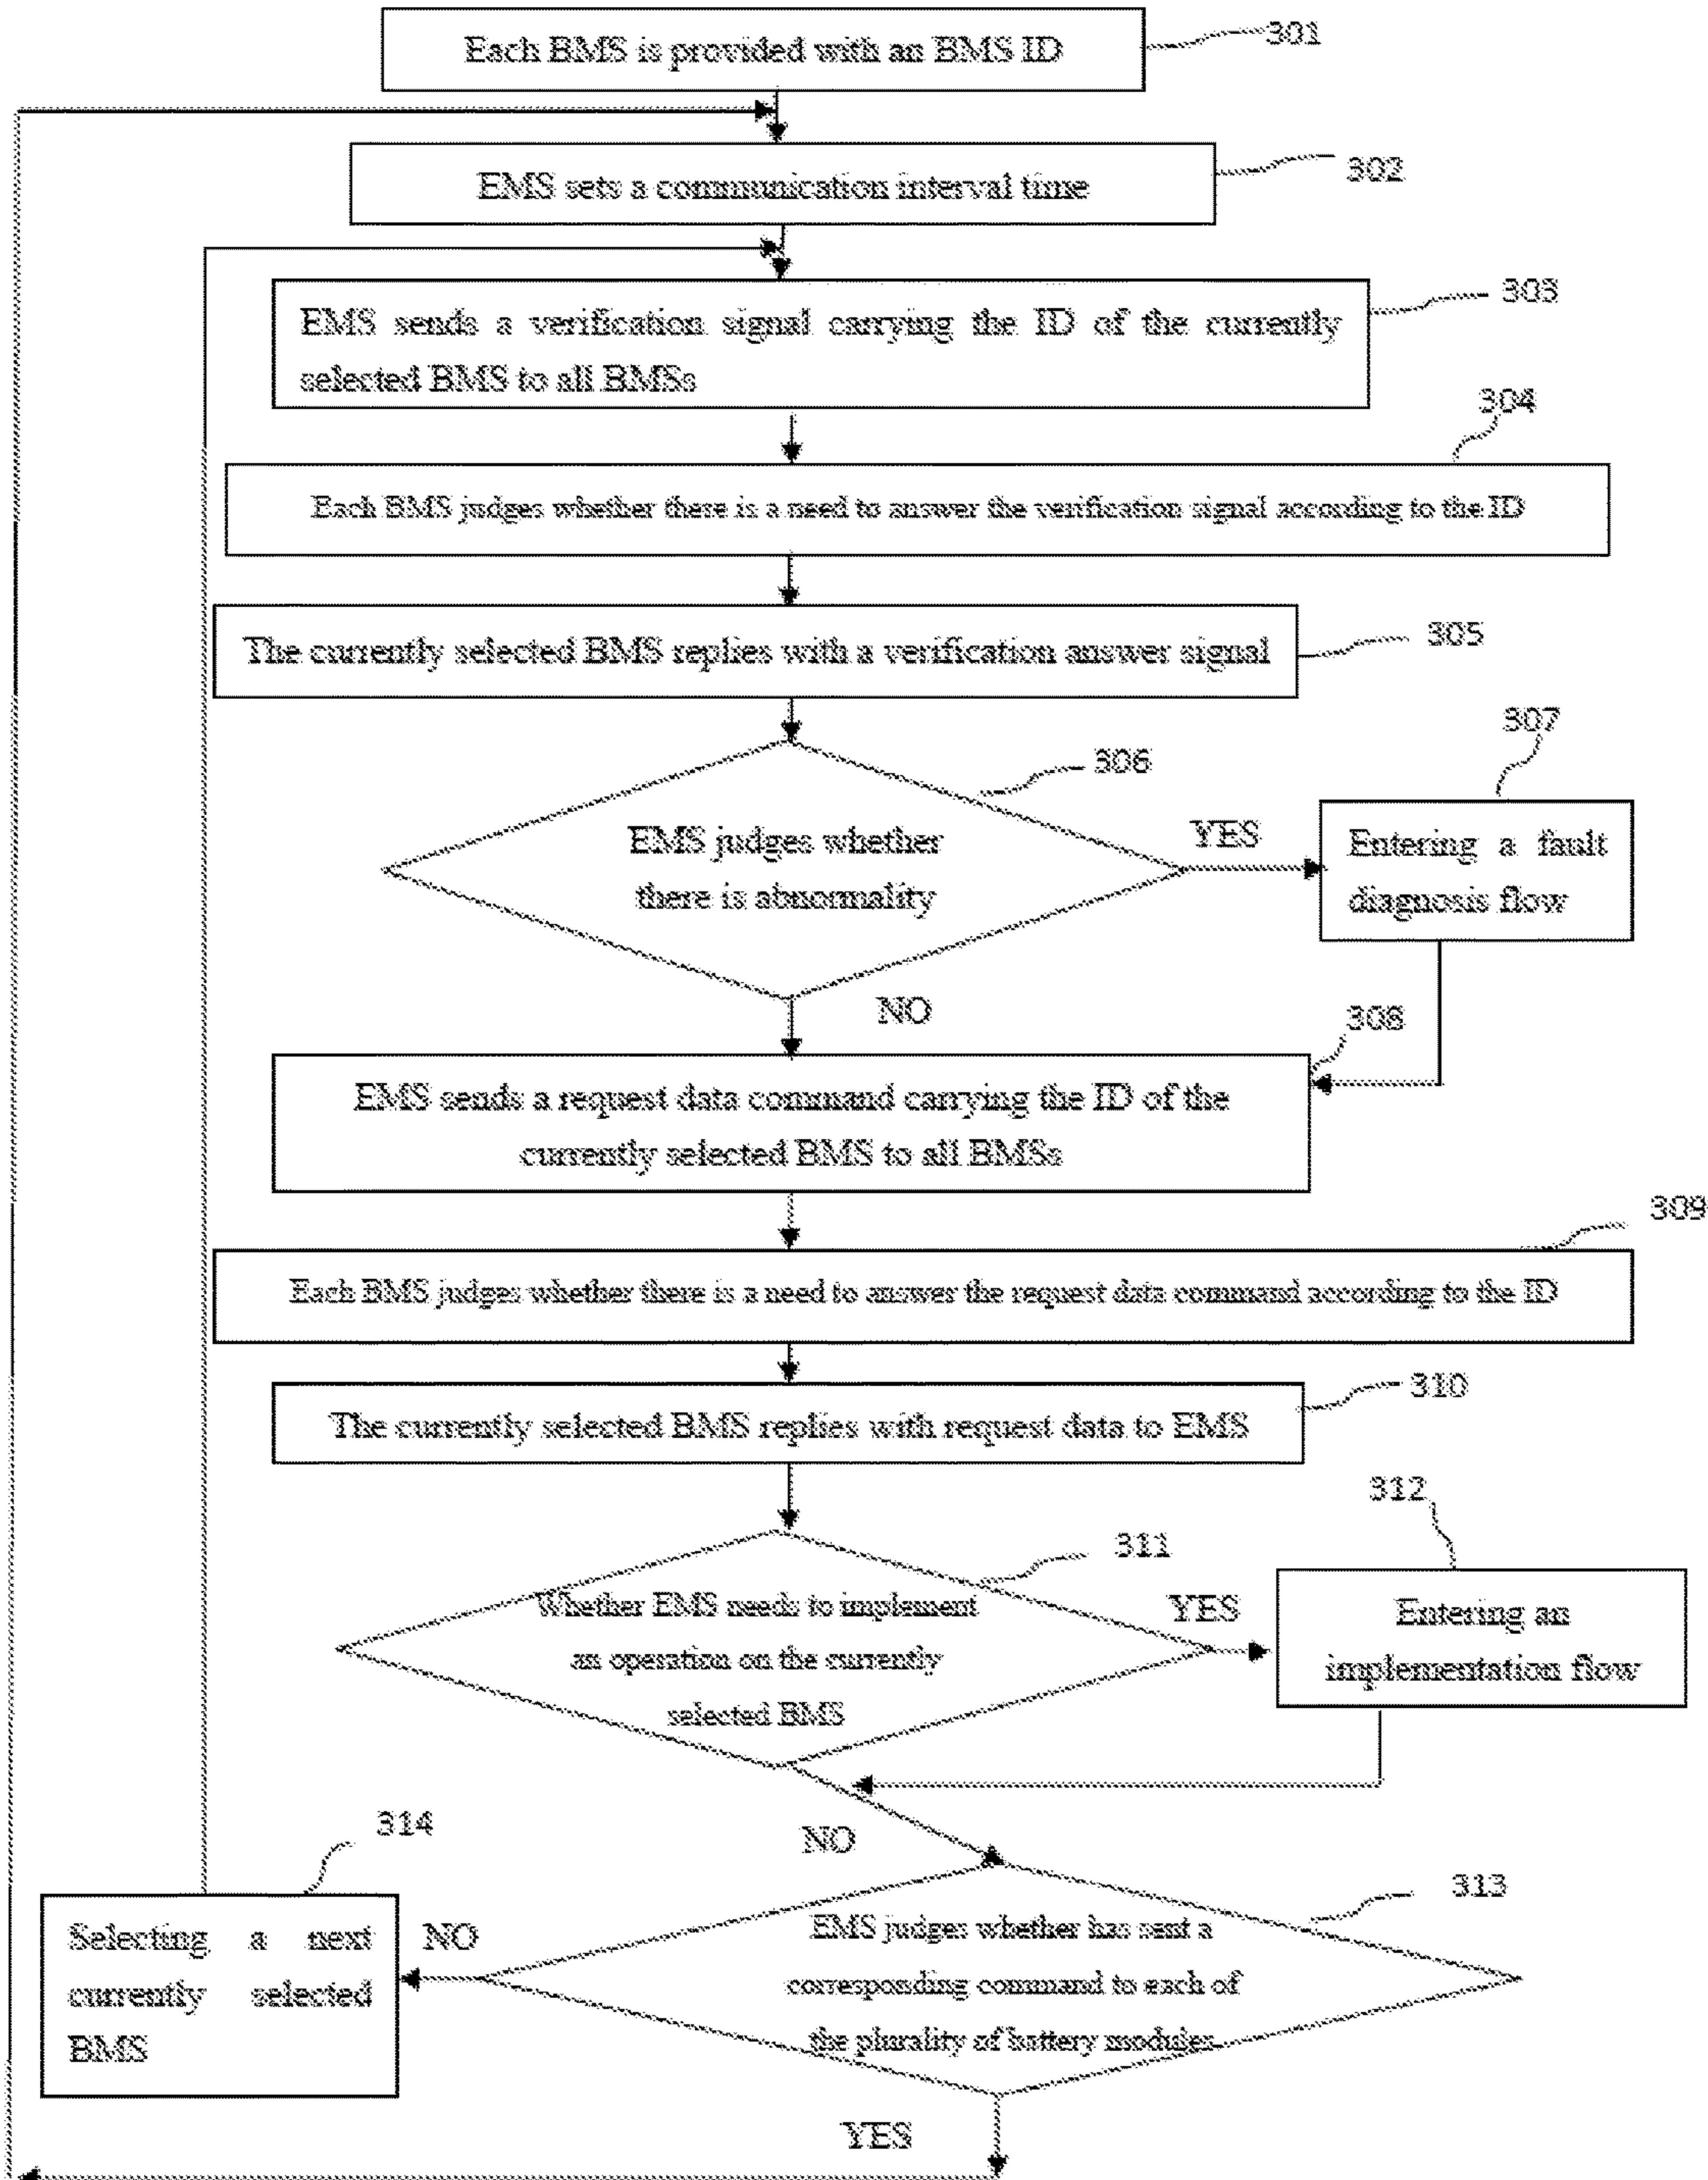 Each BMS is provided with an BMS ID
301
EMS sets a communication interval time
302
EMS sends a verification signal carrying the ID of the currently
selected BMS to all BMSs
303
304
Each BMS judges whether there is a need to answer the verification signal according to the ID
The currently selected BMS replies with a verification answer signal
305
306
307
EMS judges whether
there is abnormality
YES
Entering a fault
diagnosis flow
NO
308
EMS sends a request data command carrying the ID of the
currently selected BMS to all BMSs
309
Each BMS judges whether there is a need to answer the request data command according to the ID
The currently selected BMS replies with request data to EMS
310
311
312
Whether EMS needs to implement
an operation on the currently
selected BMS
YES
Entering an
implementation flow
NO
314
313
Selecting a next
currently selected
BMS
NO
EMS judges whether has sent a
corresponding command to each of
the plurality of battery modules
YES